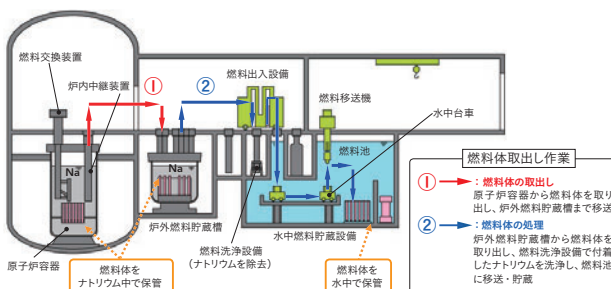 燃料交換装置
炉内中継装置
①
②
燃料出入設備
燃料移送機
水中台車
Na
Na
燃料池
原子炉容器
炉外燃料貯蔵槽
燃料洗浄設備
(ナトリウムを除去)
水中燃料貯蔵設備
燃料体を
ナトリウム中で保管
燃料体を
水中で保管
燃料体取出し作業
①
:燃料体の取出し
原子炉容器から燃料体を取り
出し、炉外燃料貯蔵槽まで移送
②
:燃料体の処理
炉外燃料貯蔵槽から燃料体を
取り出し、燃料洗浄設備で付着
したナトリウムを洗浄し、燃料池
に移送・貯蔵